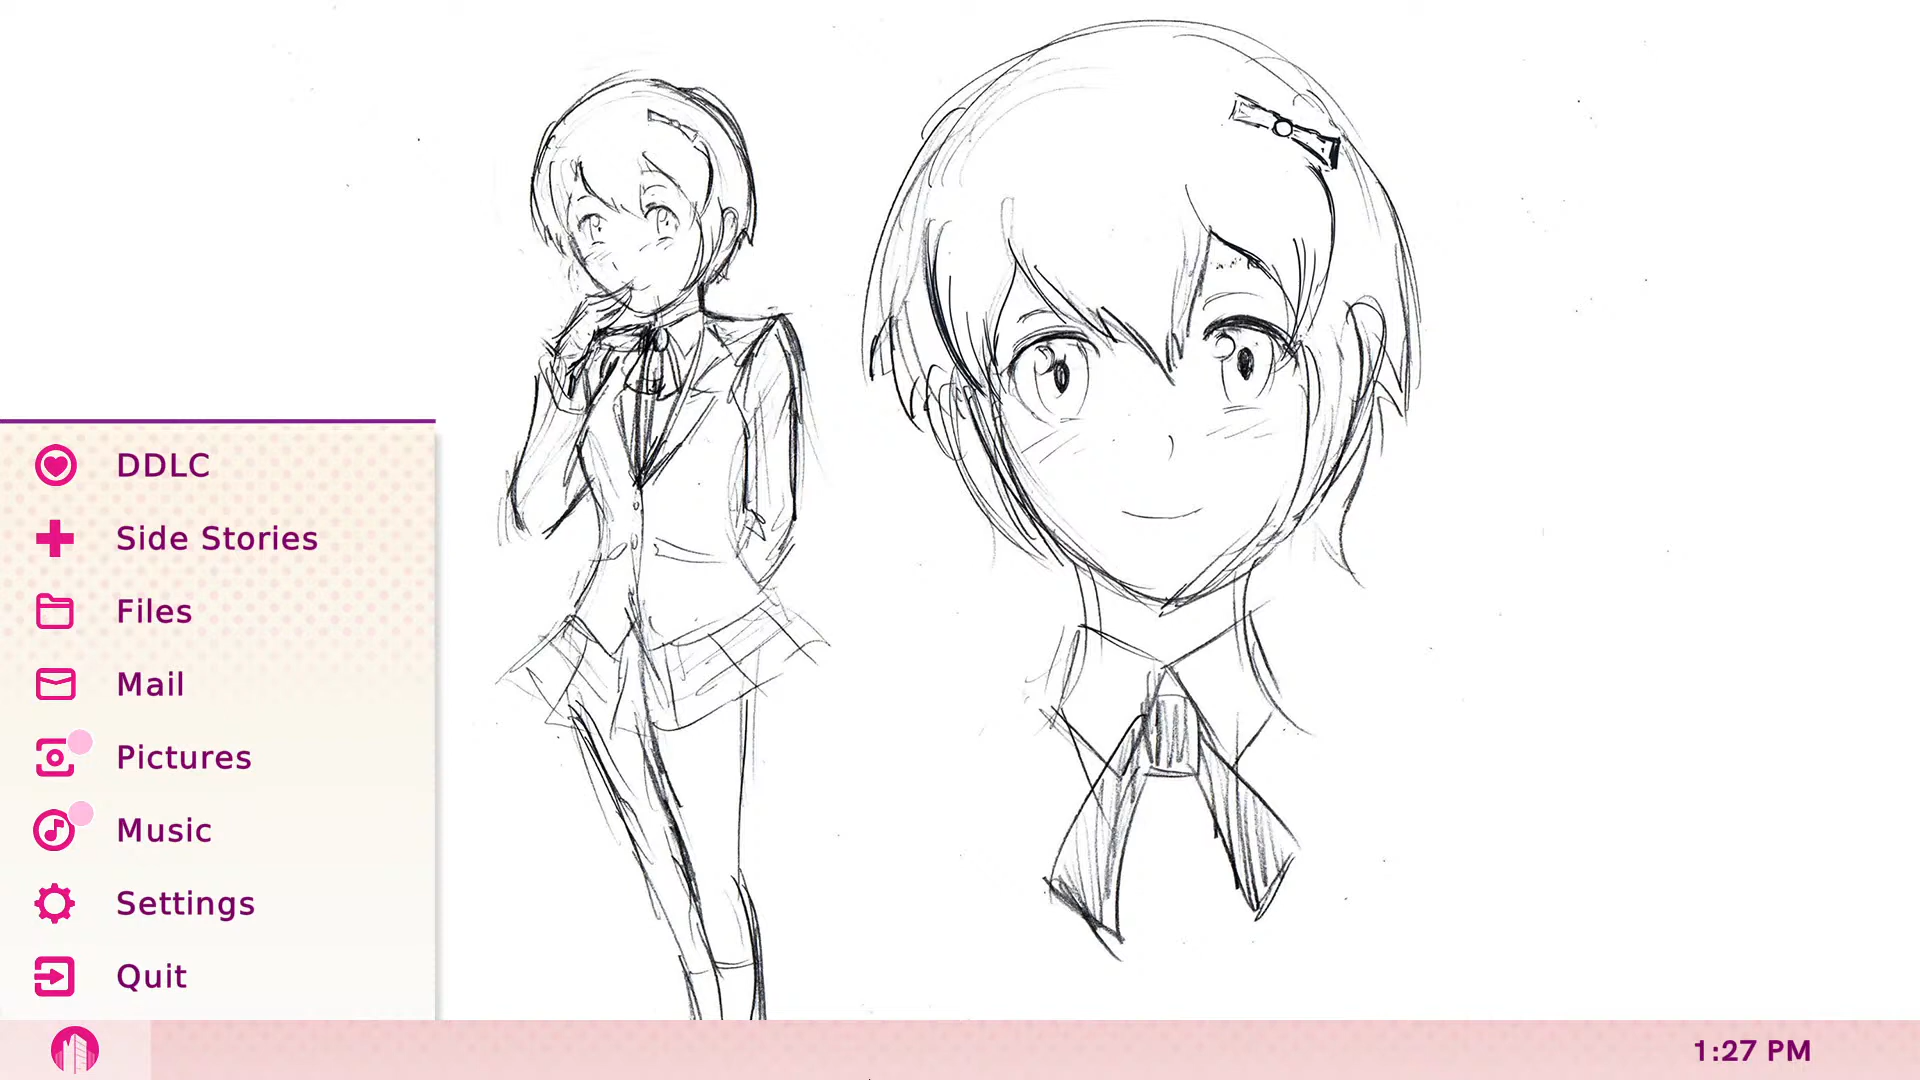 DDLC
Side Stories
Files
Mail
Pictures
Music
Settings
Quit
1:27 PM